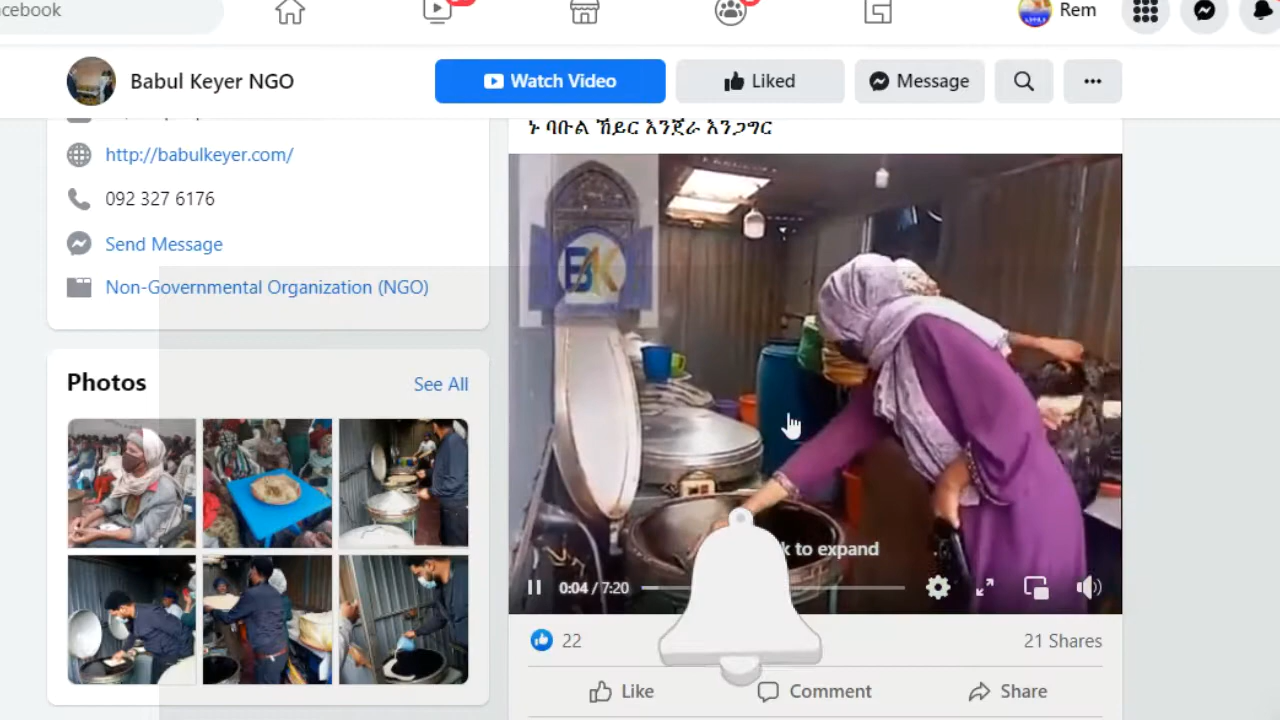 cebook
Rem
Babul Keyer NGO
Watch Video
Liked
Message
ኑ ባቡል ኸይር እንጀራ እንጋግር
http://babulkeyer.com/
092 327 6176
Send Message
Non-Governmental Organization (NGO)
BK
Photos
See All
k to expand
0:04 / 7:20
22
21 Shares
Like
Comment
Share